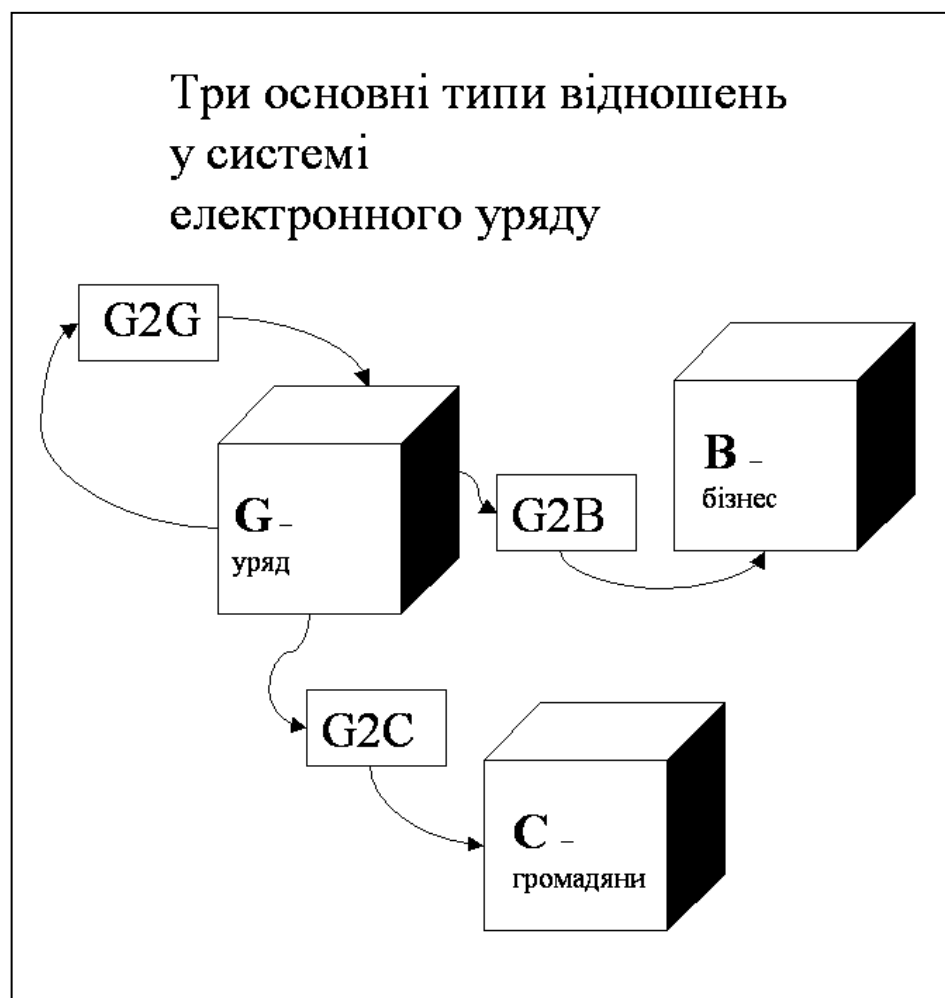 Три основні типи відношень
у системі
електронного уряду
G2G
G –
уряд
G2B
B –
бізнес
G2C
C –
громадяни